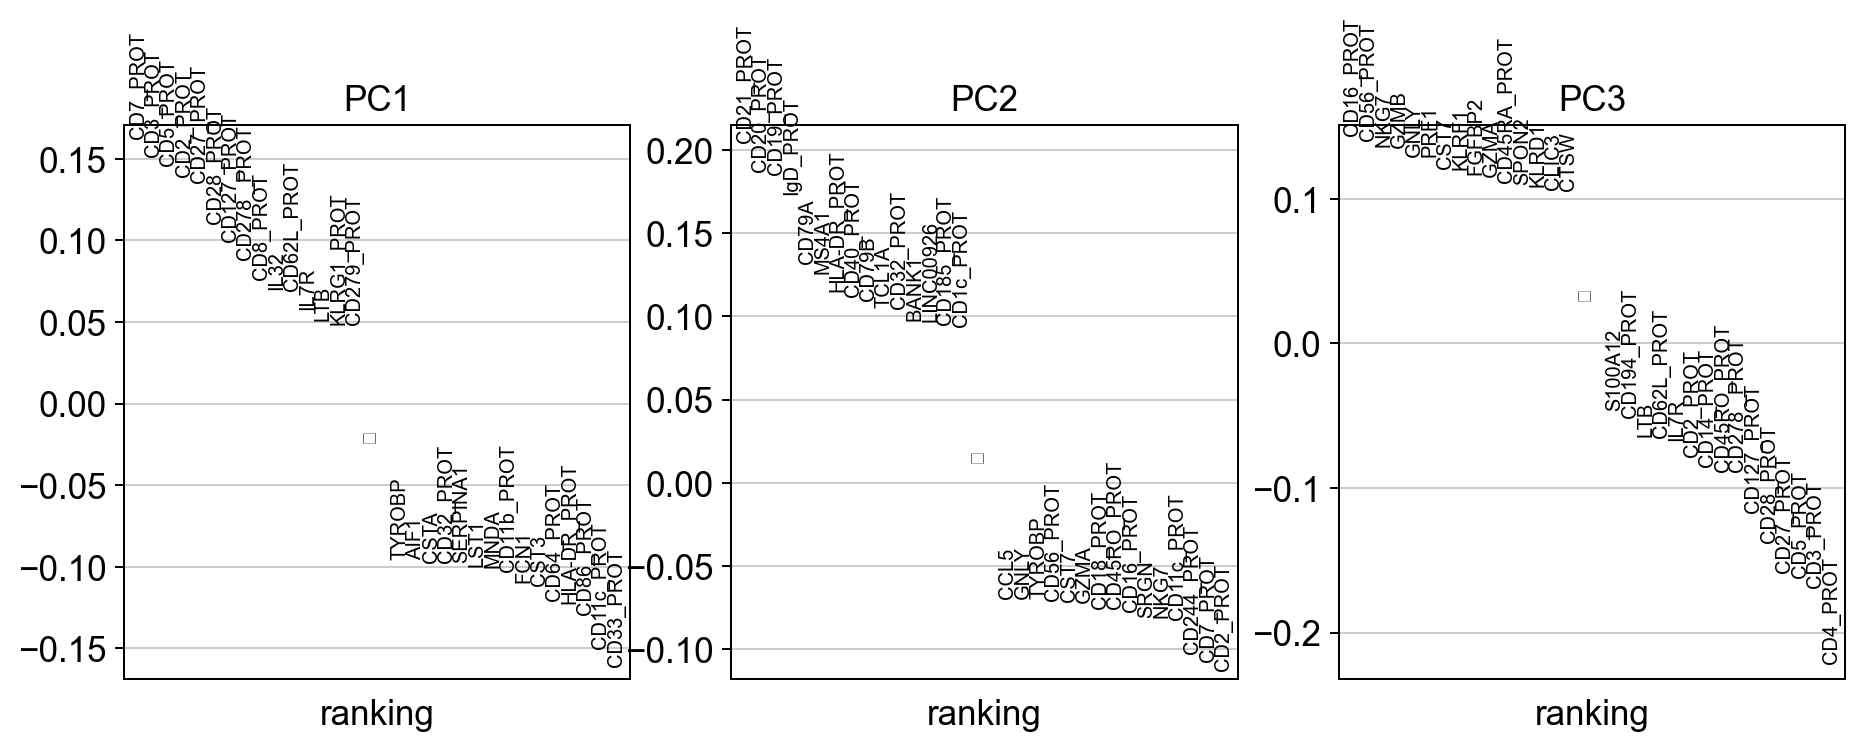 PC1
0.15
0.10
0.05
0.00
−0.05
−0.10
−0.15
CD7_PROT
CD3_PROT
CD5_PROT
CD2_PROT
CD27_PROT
CD28_PROT
CD127_PROT
CD278_PROT
CD8_PROT
IL32
CD62L_PROT
IL7R
LTB
KLRG1_PROT
CD279_PROT
TYROBP
AIF1
CSTA
CD32_PROT
SERPINA1
LST1
MNDA
CD11b_PROT
FCN1
CST3
CD64_PROT
HLA-DR_PROT
CD86_PROT
CD11c_PROT
CD33_PROT
ranking
PC2
0.20
0.15
0.10
0.05
0.00
−0.05
−0.10
CD21_PROT
CD20_PROT
CD19_PROT
IgD_PROT
CD79A
MS4A1
HLA-DR_PROT
CD40_PROT
CD79B
TCL1A
CD32_PROT
BANK1
LINC00926
CD185_PROT
CD1c_PROT
CCL5
GNLY
TYROBP
CD56_PROT
CST7
GZMA
CD18_PROT
CD45RO_PROT
CD16_PROT
SRGN
NKG7
CD11c_PROT
CD244_PROT
CD7_PROT
CD2_PROT
ranking
PC3
0.1
0.0
−0.1
−0.2
CD16_PROT
CD56_PROT
NKG7
GZMB
GNLY
PRF1
CST7
KLRF1
FGFBP2
GZMA
CD45RA_PROT
SPON2
KLRD1
CLIC3
CTSW
S100A12
CD194_PROT
LTB
CD62L_PROT
IL7R
CD2_PROT
CD14_PROT
CD45RO_PROT
CD278_PROT
CD127_PROT
CD28_PROT
CD27_PROT
CD5_PROT
CD3_PROT
CD4_PROT
ranking